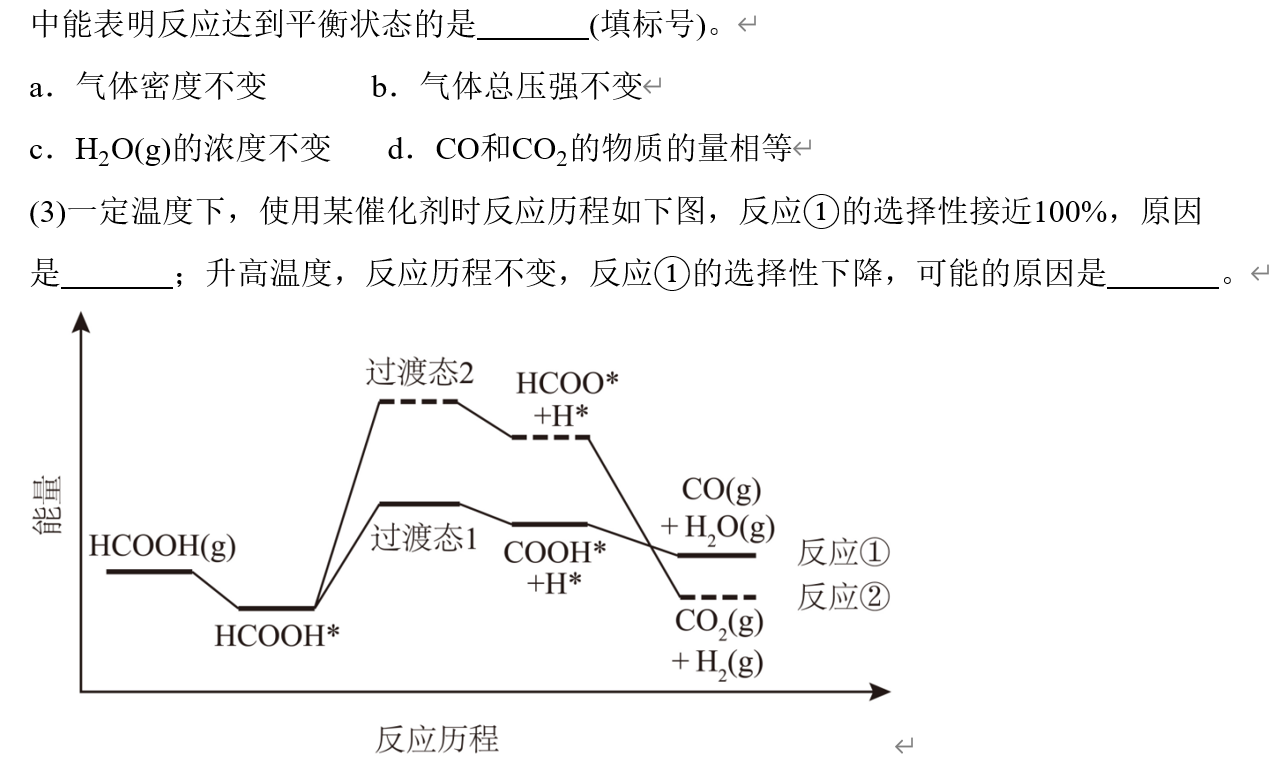 中能表明反应达到平衡状态的是_______(填标号)。↵
a．气体密度不变 b．气体总压强不变↵
c．H₂O(g)的浓度不变 d．CO和CO₂的物质的量相等↵
(3)一定温度下，使用某催化剂时反应历程如下图，反应①的选择性接近100%，原因
是_______；升高温度，反应历程不变，反应①的选择性下降，可能的原因是_______。↵
过渡态2
HCOO*
+H*
能量
CO(g)
+H₂O(g)
HCOOH(g)
过渡态1
COOH*
+H*
反应①
反应②
HCOOH*
CO₂(g)
+H₂(g)
反应历程
↵